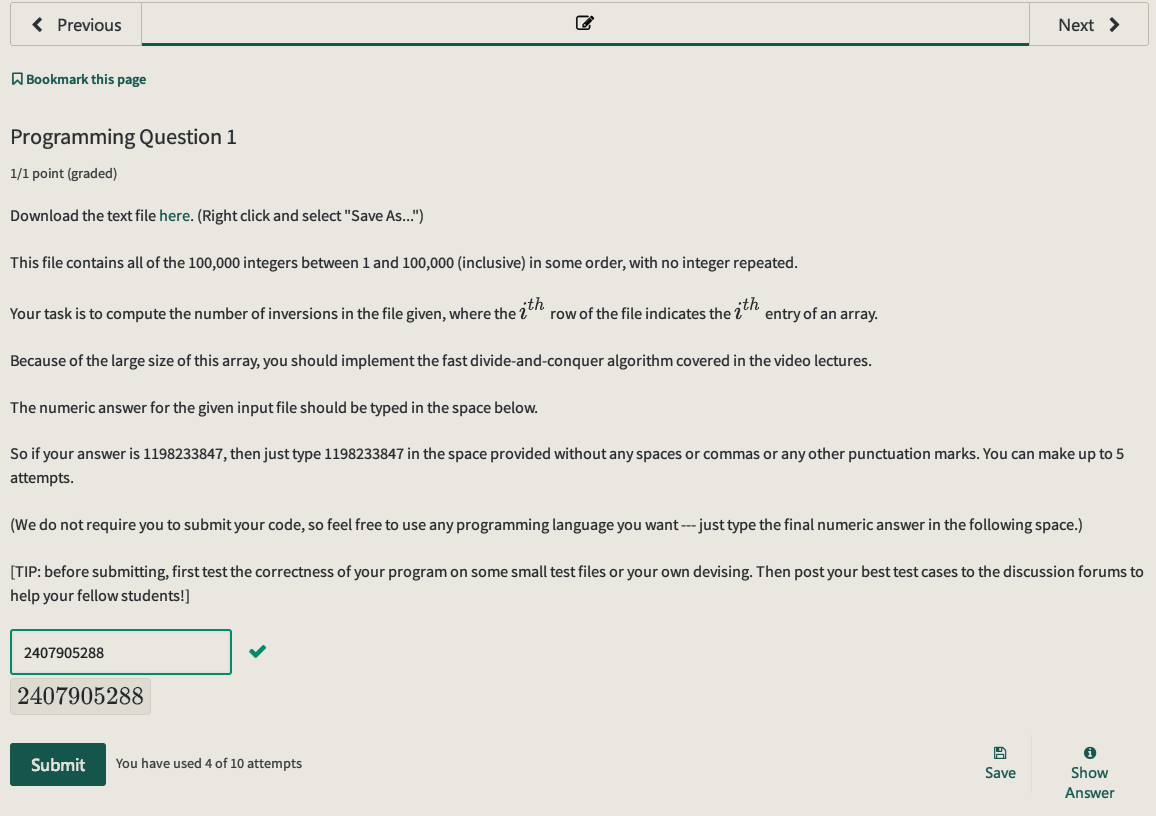 Previous
Next
Bookmark this page
Programming Question 1
1/1 point (graded)
Download the text file here. (Right click and select "Save As...")
This file contains all of the 100,000 integers between 1 and 100,000 (inclusive) in some order, with no integer repeated.
Your task is to compute the number of inversions in the file given, where the i^th row of the file indicates the i^th entry of an array.
Because of the large size of this array, you should implement the fast divide-and-conquer algorithm covered in the video lectures.
The numeric answer for the given input file should be typed in the space below.
So if your answer is 1198233847, then just type 1198233847 in the space provided without any spaces or commas or any other punctuation marks. You can make up to 5
attempts.
(We do not require you to submit your code, so feel free to use any programming language you want --- just type the final numeric answer in the following space.)
[TIP: before submitting, first test the correctness of your program on some small test files or your own devising. Then post your best test cases to the discussion forums to
help your fellow students!]
2407905288
2407905288
Submit
You have used 4 of 10 attempts
Save
Show
Answer